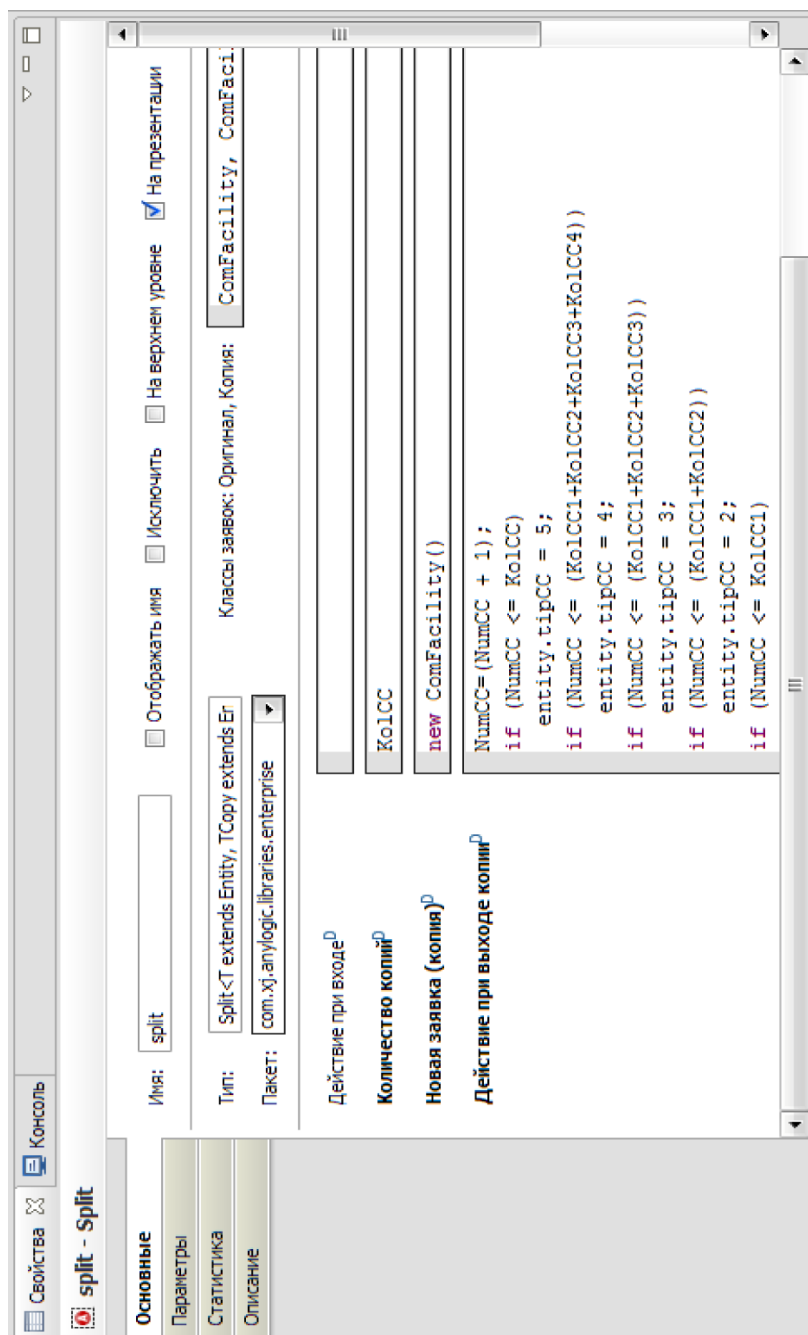 Свойства
Консоль
split - Split
Основные
Параметры
Статистика
Описание
Имя: split
Отображать имя
Исключить
На верхнем уровне
На презентации
Тип: Split<T extends Entity, TCopy extends En
Классы заявок: Оригинал, Копия: ComFacility, ComFaci
Пакет: com.xj.anylogic.libraries.enterprise
Действие при входеD
Количество копийD KolCC
Новая заявка (копия)D new ComFacility()
Действие при выходе копииD
NumCC=(NumCC + 1);
if (NumCC <= KolCC)
entity.tipCC = 5;
if (NumCC <= (KolCC1+KolCC2+KolCC3+KolCC4))
entity.tipCC = 4;
if (NumCC <= (KolCC1+KolCC2+KolCC3))
entity.tipCC = 3;
if (NumCC <= (KolCC1+KolCC2))
entity.tipCC = 2;
if (NumCC <= KolCC1)